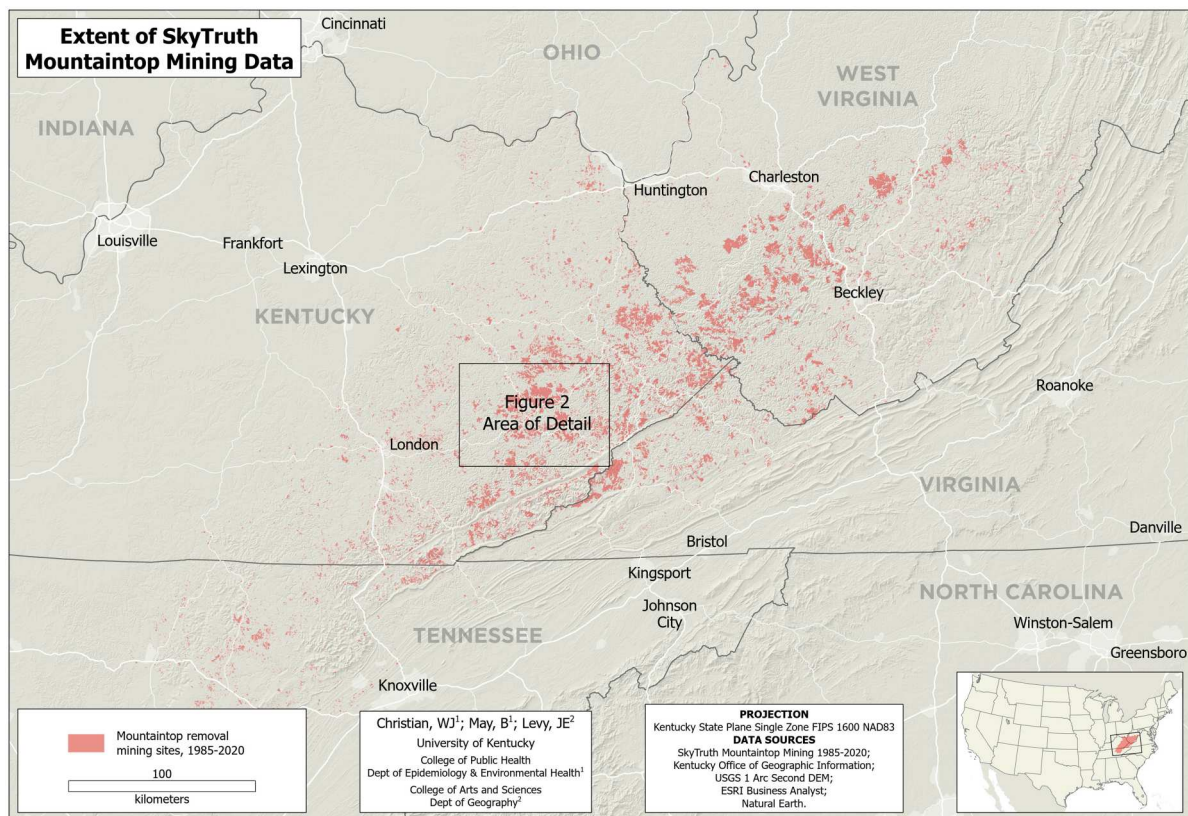 Extent of SkyTruth
Mountaintop Mining Data
Cincinnati
OHIO
WEST
VIRGINIA
INDIANA
Huntington
Charleston
Louisville
Frankfort
Lexington
Beckley
KENTUCKY
Roanoke
Figure 2
Area of Detail
London
VIRGINIA
Danville
Bristol
Kingsport
NORTH CAROLINA
Johnson
City
TENNESSEE
Winston-Salem
Greensboro
Knoxville
Mountaintop removal
mining sites, 1985-2020
100
kilometers
Christian, WJ¹; May, B¹; Levy, JE²
University of Kentucky
College of Public Health
Dept of Epidemiology & Environmental Health¹
College of Arts and Sciences
Dept of Geography²
PROJECTION
Kentucky State Plane Single Zone FIPS 1600 NAD83
DATA SOURCES
SkyTruth Mountaintop Mining 1985-2020;
Kentucky Office of Geographic Information;
USGS 1 Arc Second DEM;
ESRI Business Analyst;
Natural Earth.